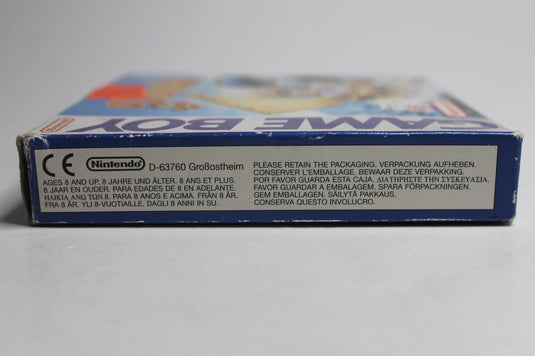 GAME BOY
CE
Nintendo D-63760 Großostheim
AGES 8 AND UP. 8 JAHRE UND ÄLTER. 8 ANS ET PLUS.
8 JAAR EN OUDER. PARA EDADES DE 8 EN ADELANTE.
ΗΛΙΚΙΑ ΑΝΩ ΤΩΝ 8. PARA 8 ANOS E ACIMA. FRÅN 8 ÅR.
FRA 8 ÅR. YLI 8-VUOTIAILLE. DAGLI 8 ANNI IN SU.
PLEASE RETAIN THE PACKAGING. VERPACKUNG AUFHEBEN.
CONSERVER L'EMBALLAGE. BEWAAR DEZE VERPAKKING.
POR FAVOR GUARDA ESTA CAJA. ΔΙΑΤΗΡΗΣΤΕ ΤΗΝ ΣΥΣΚΕΥΑΣΙΑ.
FAVOR GUARDAR A EMBALAGEM. SPARA FÖRPACKNINGEN.
GEM EMBALLAGEN. SÄILYTÄ PAKKAUS.
CONSERVA QUESTO INVOLUCRO.